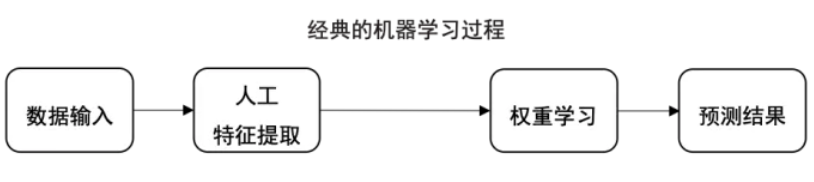 经典的机器学习过程
数据输入
人工
特征提取
权重学习
预测结果